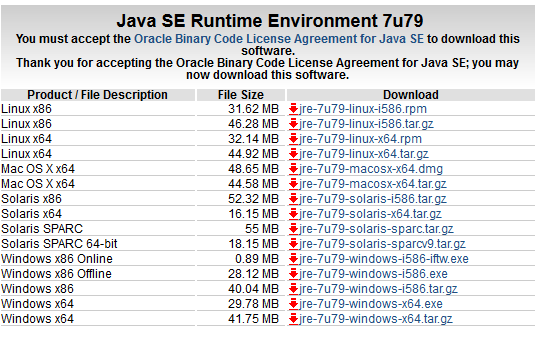 Java SE Runtime Environment 7u79
You must accept the Oracle Binary Code License Agreement for Java SE to download this
software.
Thank you for accepting the Oracle Binary Code License Agreement for Java SE; you may
now download this software.
Product / File Description File Size Download
Linux x86 31.62 MB jre-7u79-linux-i586.rpm
Linux x86 46.28 MB jre-7u79-linux-i586.tar.gz
Linux x64 32.14 MB jre-7u79-linux-x64.rpm
Linux x64 44.92 MB jre-7u79-linux-x64.tar.gz
Mac OS X x64 48.65 MB jre-7u79-macosx-x64.dmg
Mac OS X x64 44.58 MB jre-7u79-macosx-x64.tar.gz
Solaris x86 52.32 MB jre-7u79-solaris-i586.tar.gz
Solaris x64 16.15 MB jre-7u79-solaris-x64.tar.gz
Solaris SPARC 55 MB jre-7u79-solaris-sparc.tar.gz
Solaris SPARC 64-bit 18.15 MB jre-7u79-solaris-sparcv9.tar.gz
Windows x86 Online 0.89 MB jre-7u79-windows-i586-iftw.exe
Windows x86 Offline 28.12 MB jre-7u79-windows-i586.exe
Windows x86 40.04 MB jre-7u79-windows-i586.tar.gz
Windows x64 29.78 MB jre-7u79-windows-x64.exe
Windows x64 41.75 MB jre-7u79-windows-x64.tar.gz